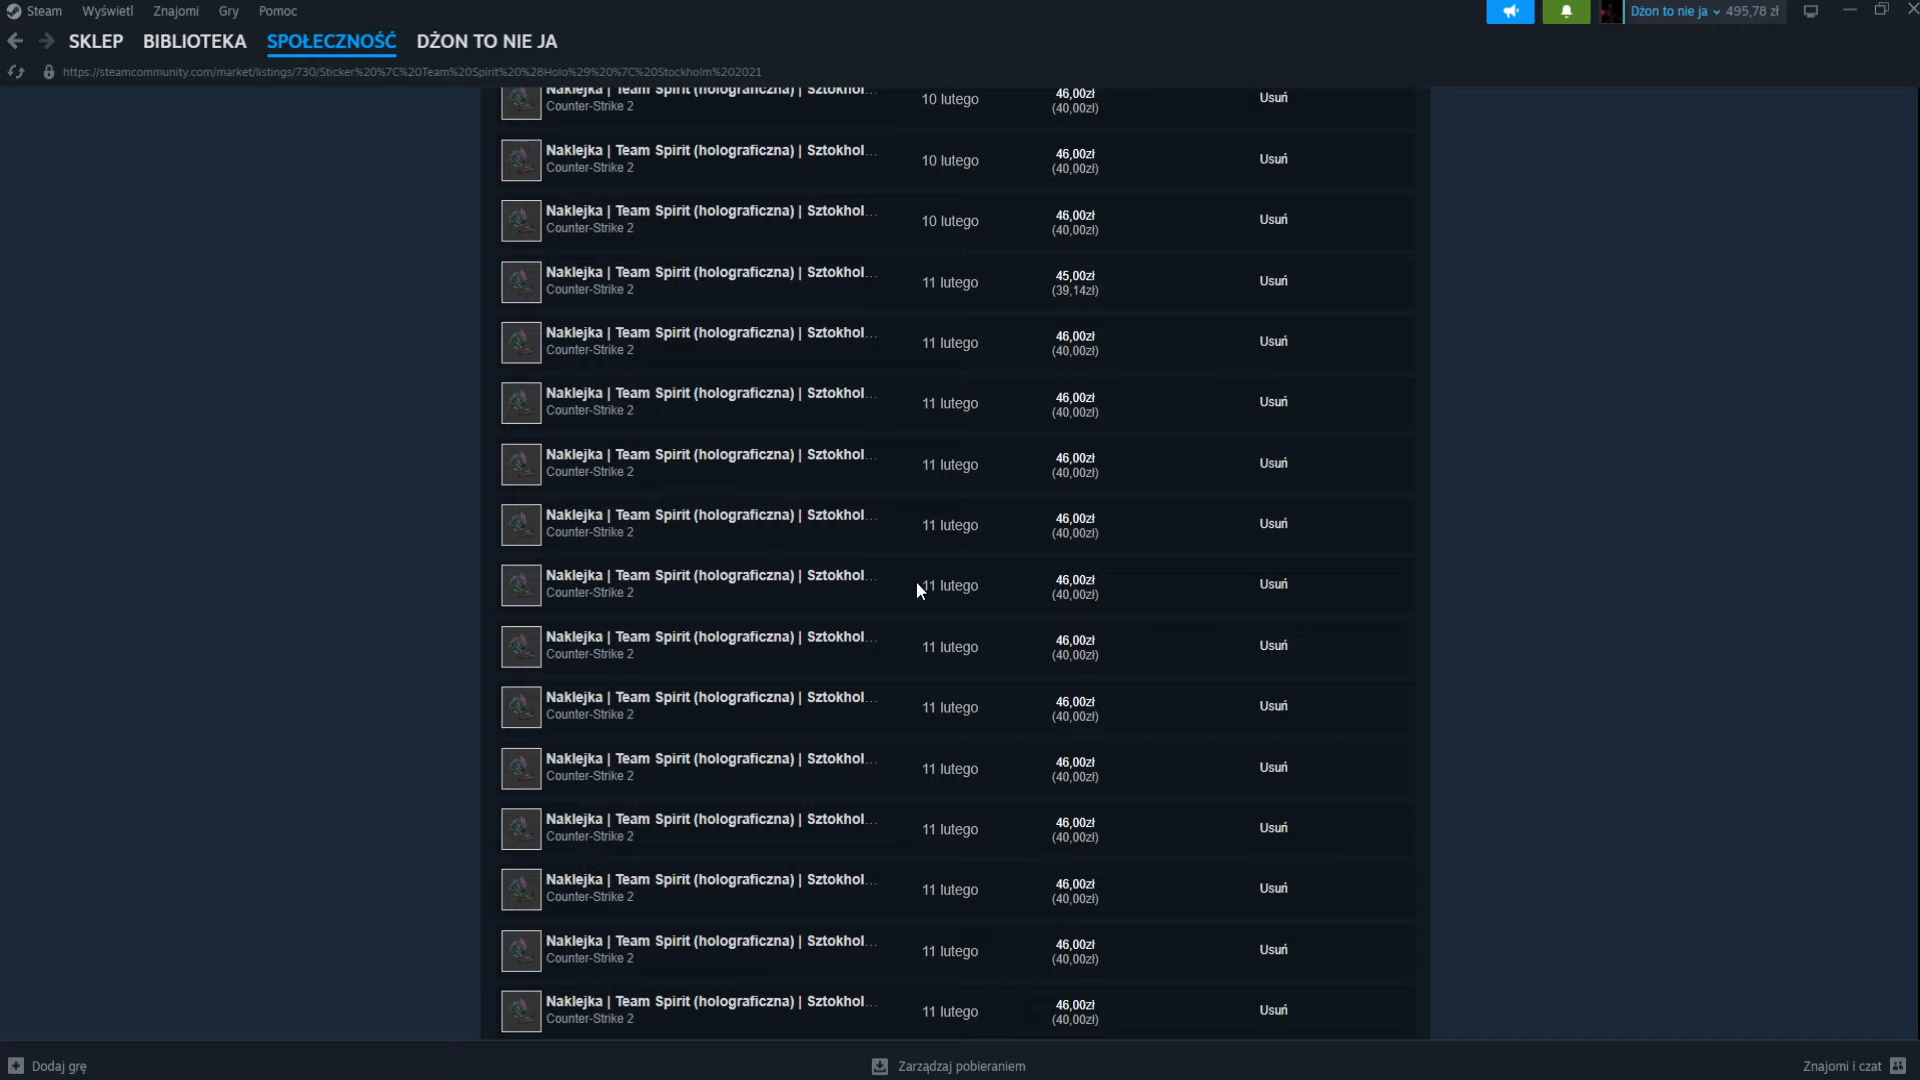 Steam Wyświetl Znajomi Gry Pomoc Dżon to nie ja 495,78 zł
SKLEP BIBLIOTEKA SPOŁECZNOŚĆ DŻON TO NIE JA
https://steamcommunity.com/market/listings/730/Sticker%20%7C%20Team%20Spirit%20%28Holo%29%20%7C%20Stockholm%202021
Naklejka | Team Spirit (holograficzna) | Sztokhol... 10 lutego 46,00zł Usuń
Counter-Strike 2 (40,00zł)
Naklejka | Team Spirit (holograficzna) | Sztokhol... 10 lutego 46,00zł Usuń
Counter-Strike 2 (40,00zł)
Naklejka | Team Spirit (holograficzna) | Sztokhol... 10 lutego 46,00zł Usuń
Counter-Strike 2 (40,00zł)
Naklejka | Team Spirit (holograficzna) | Sztokhol... 11 lutego 45,00zł Usuń
Counter-Strike 2 (39,14zł)
Naklejka | Team Spirit (holograficzna) | Sztokhol... 11 lutego 46,00zł Usuń
Counter-Strike 2 (40,00zł)
Naklejka | Team Spirit (holograficzna) | Sztokhol... 11 lutego 46,00zł Usuń
Counter-Strike 2 (40,00zł)
Naklejka | Team Spirit (holograficzna) | Sztokhol... 11 lutego 46,00zł Usuń
Counter-Strike 2 (40,00zł)
Naklejka | Team Spirit (holograficzna) | Sztokhol... 11 lutego 46,00zł Usuń
Counter-Strike 2 (40,00zł)
Naklejka | Team Spirit (holograficzna) | Sztokhol... 11 lutego 46,00zł Usuń
Counter-Strike 2 (40,00zł)
Naklejka | Team Spirit (holograficzna) | Sztokhol... 11 lutego 46,00zł Usuń
Counter-Strike 2 (40,00zł)
Naklejka | Team Spirit (holograficzna) | Sztokhol... 11 lutego 46,00zł Usuń
Counter-Strike 2 (40,00zł)
Naklejka | Team Spirit (holograficzna) | Sztokhol... 11 lutego 46,00zł Usuń
Counter-Strike 2 (40,00zł)
Naklejka | Team Spirit (holograficzna) | Sztokhol... 11 lutego 46,00zł Usuń
Counter-Strike 2 (40,00zł)
Naklejka | Team Spirit (holograficzna) | Sztokhol... 11 lutego 46,00zł Usuń
Counter-Strike 2 (40,00zł)
Naklejka | Team Spirit (holograficzna) | Sztokhol... 11 lutego 46,00zł Usuń
Counter-Strike 2 (40,00zł)
Naklejka | Team Spirit (holograficzna) | Sztokhol... 11 lutego 46,00zł Usuń
Counter-Strike 2 (40,00zł)
Dodaj grę Zarządzaj pobieraniem Znajomi i czat